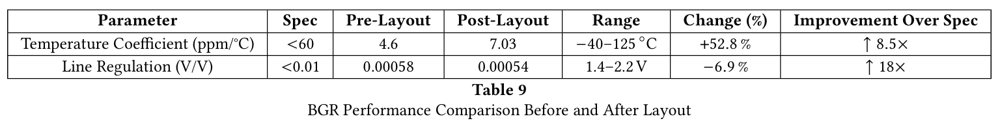 Parameter Spec Pre-Layout Post-Layout Range Change (%) Improvement Over Spec
Temperature Coefficient (ppm/°C) <60 4.6 7.03 −40–125 °C +52.8 % ↑ 8.5×
Line Regulation (V/V) <0.01 0.00058 0.00054 1.4–2.2 V −6.9 % ↑ 18×
Table 9
BGR Performance Comparison Before and After Layout